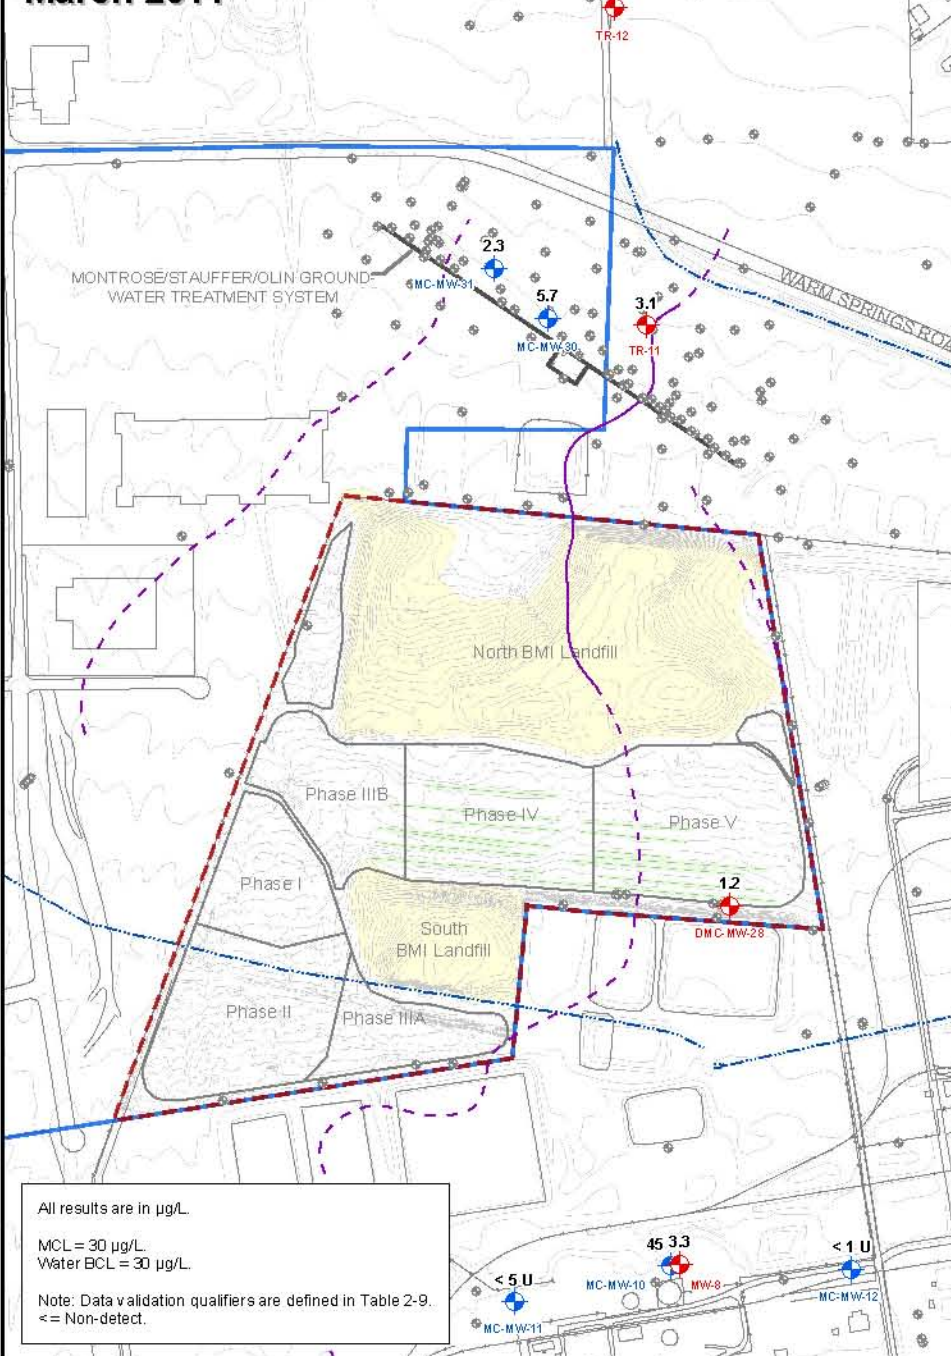 TR-12
2.3
MONTROSE/STAUFFER/OLIN GROUND-
WATER TREATMENT SYSTEM
MC-MW-31
5.7
MC-MW-30
3.1
TR-11
WARM SPRINGS ROA
North BMI Landfill
Phase IIIB
Phase IV
Phase V
Phase I
1.2
DMC-MW-28
South
BMI Landfill
Phase II
Phase IIIA
All results are in µg/L.
MCL = 30 µg/L.
Water BCL = 30 µg/L.
Note: Data validation qualifiers are defined in Table 2-9.
< = Non-detect.
< 5 U
MC-MW-11
45 3.3
MC-MW-10
MW-8
< 1 U
MC-MW-12